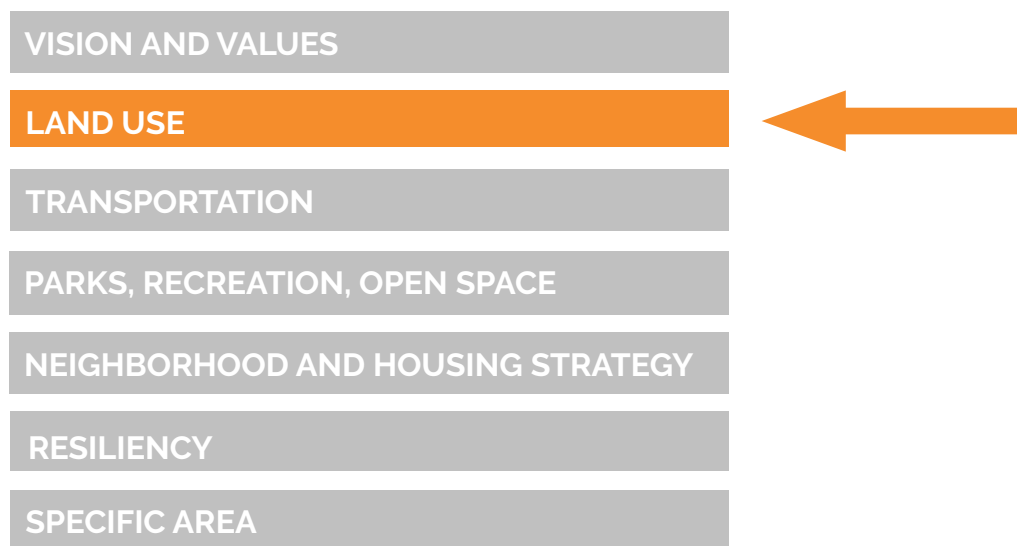 VISION AND VALUES
LAND USE
TRANSPORTATION
PARKS, RECREATION, OPEN SPACE
NEIGHBORHOOD AND HOUSING STRATEGY
RESILIENCY
SPECIFIC AREA